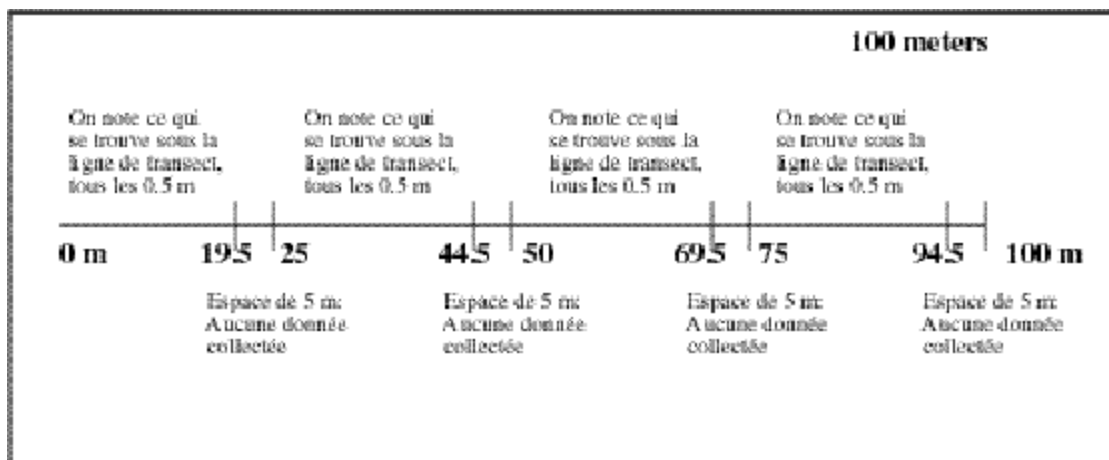 100 meters
On note ce qui
se trouve sous la
ligne de transect,
tous les 0.5 m
On note ce qui
se trouve sous la
ligne de transect,
tous les 0.5 m
On note ce qui
se trouve sous la
ligne de transect,
tous les 0.5 m
On note ce qui
se trouve sous la
ligne de transect,
tous les 0.5 m
0 m 19.5 25 44.5 50 69.5 75 94.5 100 m
Espace de 5 m:
Aucune donnée
collectée
Espace de 5 m:
Aucune donnée
collectée
Espace de 5 m:
Aucune donnée
collectée
Espace de 5 m:
Aucune donnée
collectée